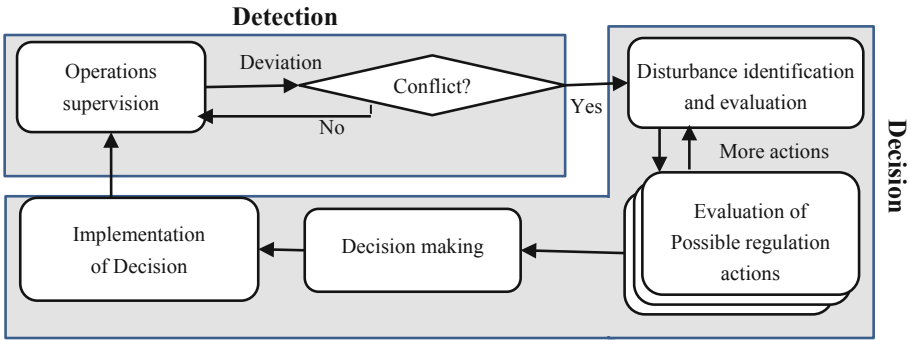 Detection
Operations
supervision
Deviation
Conflict?
No
Yes
Disturbance identification
and evaluation
More actions
Decision
Evaluation of
Possible regulation
actions
Decision making
Implementation
of Decision